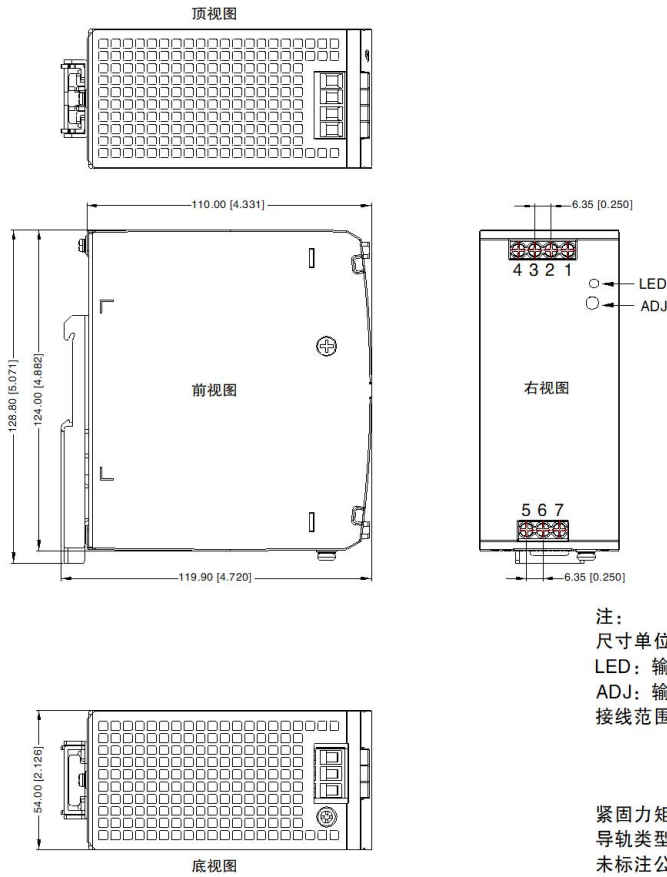 顶视图
110.00 [4.331]
6.35 [0.250]
4 3 2 1
LED
ADJ
128.80 [5.071]
124.00 [4.882]
前视图
右视图
5 6 7
119.90 [4.720]
6.35 [0.250]
注：
尺寸单位
LED：输
ADJ：输
接线范围
54.00 [2.126]
紧固力矩
导轨类型
未标注公
底视图